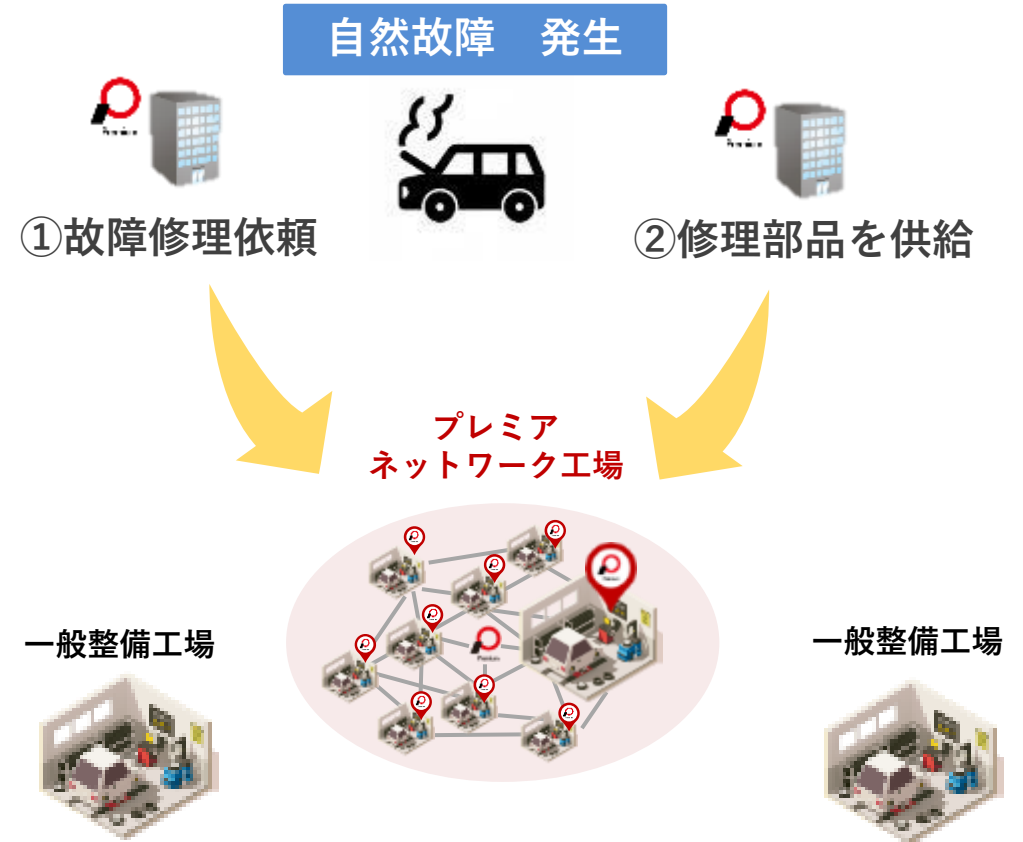 自然故障　発生
Premium
Premium
①故障修理依頼
②修理部品を供給
プレミア
ネットワーク工場
一般整備工場
一般整備工場